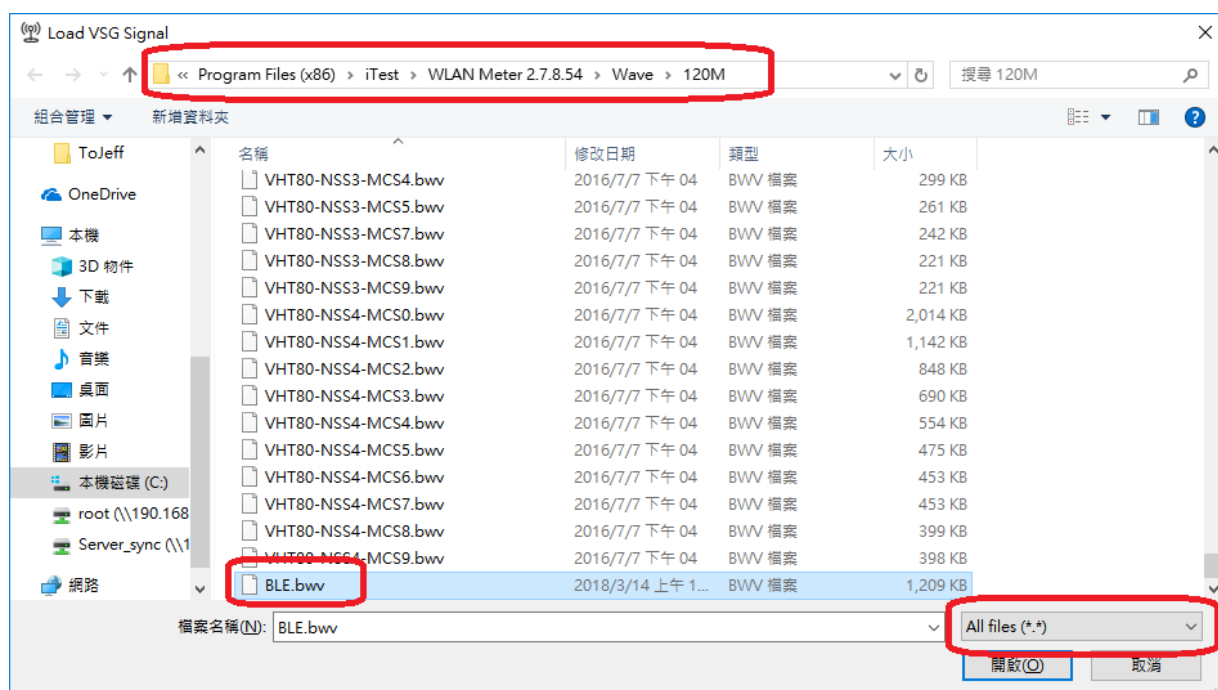 Load VSG Signal
« Program Files (x86) › iTest › WLAN Meter 2.7.8.54 › Wave › 120M
搜尋 120M
組合管理 新增資料夾
ToJeff
OneDrive
本機
3D 物件
下載
文件
音樂
桌面
圖片
影片
本機磁碟 (C:)
root (\\190.168
Server_sync (\\1
網路
名稱 修改日期 類型 大小
VHT80-NSS3-MCS4.bwv 2016/7/7 下午 04 BWV 檔案 299 KB
VHT80-NSS3-MCS5.bwv 2016/7/7 下午 04 BWV 檔案 261 KB
VHT80-NSS3-MCS7.bwv 2016/7/7 下午 04 BWV 檔案 242 KB
VHT80-NSS3-MCS8.bwv 2016/7/7 下午 04 BWV 檔案 221 KB
VHT80-NSS3-MCS9.bwv 2016/7/7 下午 04 BWV 檔案 221 KB
VHT80-NSS4-MCS0.bwv 2016/7/7 下午 04 BWV 檔案 2,014 KB
VHT80-NSS4-MCS1.bwv 2016/7/7 下午 04 BWV 檔案 1,142 KB
VHT80-NSS4-MCS2.bwv 2016/7/7 下午 04 BWV 檔案 848 KB
VHT80-NSS4-MCS3.bwv 2016/7/7 下午 04 BWV 檔案 690 KB
VHT80-NSS4-MCS4.bwv 2016/7/7 下午 04 BWV 檔案 554 KB
VHT80-NSS4-MCS5.bwv 2016/7/7 下午 04 BWV 檔案 475 KB
VHT80-NSS4-MCS6.bwv 2016/7/7 下午 04 BWV 檔案 453 KB
VHT80-NSS4-MCS7.bwv 2016/7/7 下午 04 BWV 檔案 453 KB
VHT80-NSS4-MCS8.bwv 2016/7/7 下午 04 BWV 檔案 399 KB
VHT80-NSS4-MCS9.bwv 2016/7/7 下午 04 BWV 檔案 398 KB
BLE.bwv 2018/3/14 上午 1... BWV 檔案 1,209 KB
檔案名稱(N): BLE.bwv All files (*.*)
開啟(O) 取消